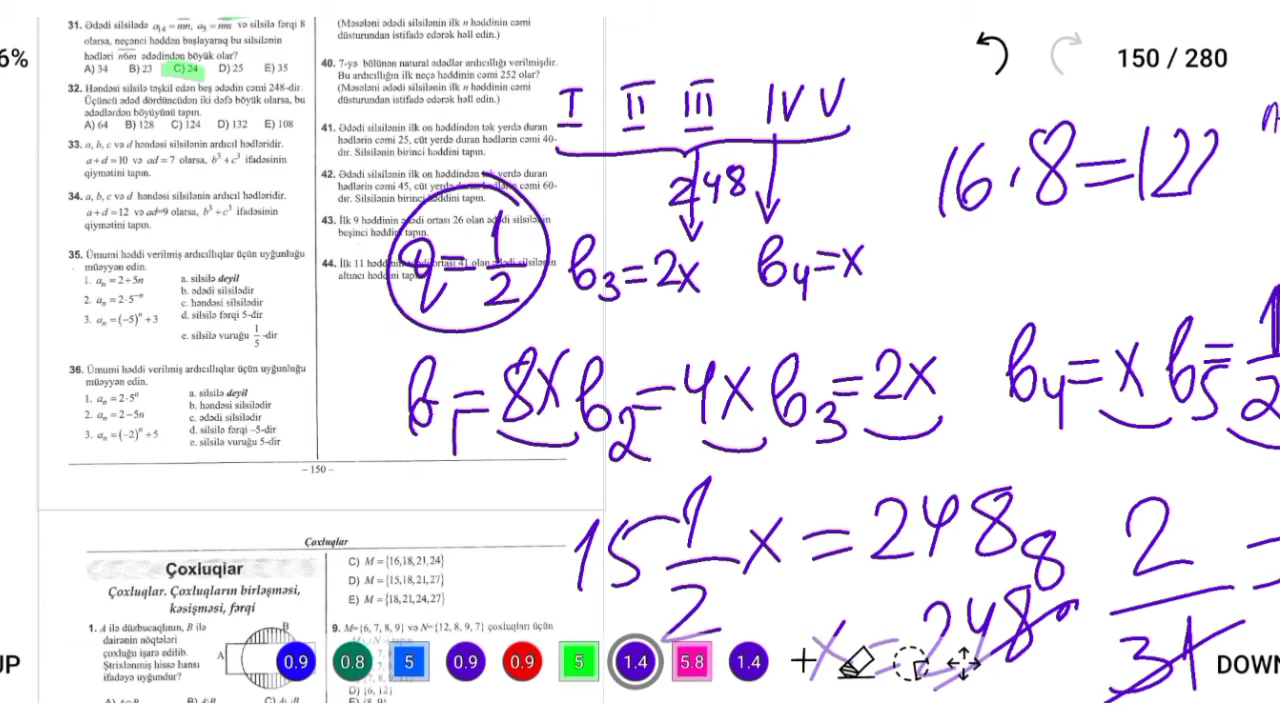 6%
31. Ədədi silsilədə a₁₄ = mn, a₅ = nm və silsilə fərqi 8
olarsa, neçənci həddən başlayaraq bu silsilənin
hədləri n6m ədədindən böyük olar?
A) 34 B) 23 C) 24 D) 25 E) 35
32. Həndəsi silsilə təşkil edən beş ədədin cəmi 248-dir.
Üçüncü ədəd dördüncüdən iki dəfə böyük olarsa, bu
ədədlərdən böyüyünü tapın.
A) 64 B) 128 C) 124 D) 132 E) 108
33. a, b, c və d həndəsi silsilənin ardıcıl hədləridir.
a+d=10 və ad=7 olarsa, b³+c³ ifadəsinin
qiymətini tapın.
34. a, b, c və d həndəsi silsilənin ardıcıl hədləridir.
a+d=12 və ad=9 olarsa, b³+c³ ifadəsinin
qiymətini tapın.
35. Ümumi həddi verilmiş ardıcıllıqlar üçün uyğunluğu
müəyyən edin.
1. aₙ = 2+5n a. silsilə deyil
2. aₙ = 2·5⁻ⁿ b. ədədi silsilədir
3. aₙ = (−5)ⁿ +3 c. həndəsi silsilədir
d. silsilə fərqi 5-dir
e. silsilə vuruğu 1/5-dir
36. Ümumi həddi verilmiş ardıcıllıqlar üçün uyğunluğu
müəyyən edin.
1. aₙ = 2·5ⁿ a. silsilə deyil
2. aₙ = 2−5n b. həndəsi silsilədir
3. aₙ = (−2)ⁿ +5 c. ədədi silsilədir
d. silsilə fərqi −5-dir
e. silsilə vuruğu 5-dir
(Məsələni ədədi silsilənin ilk n həddinin cəmi
düsturundan istifadə edərək həll edin.)
40. 7-yə bölünən natural ədədlər ardıcıllığı verilmişdir.
Bu ardıcıllığın ilk neçə həddinin cəmi 252 olar?
(Məsələni ədədi silsilənin ilk n həddinin cəmi
düsturundan istifadə edərək həll edin.)
41. Ədədi silsilənin ilk on həddindən tək yerdə duran
hədlərin cəmi 25, cüt yerdə duran hədlərin cəmi 40-
dır. Silsilənin birinci həddini tapın.
42. Ədədi silsilənin ilk on həddindən tək yerdə duran
hədlərin cəmi 45, cüt yerdə duran hədlərin cəmi 60-
dır. Silsilənin birinci həddini tapın.
43. İlk 9 həddinin ədədi ortası 26 olan ədədi silsilənin
beşinci həddini tapın.
44. İlk 11 həddinin ədədi ortası 41 olan ədədi silsilənin
altıncı həddini tapın.
– 150 –
150 / 280
I II III IV V
248
16·8=12
q=1/2 b₃=2x b₄=x
b₁=8x b₂=4x b₃=2x b₄=x b₅=1/2
15 1/2 x = 248
x = 248 8 2/31 =
Çoxluqlar
Çoxluqlar
Çoxluqlar. Çoxluqların birləşməsi,
kəsişməsi, fərqi
1. A ilə düzbucaqlının, B ilə
dairənin nöqtələri
çoxluğu işarə edilib.
Ştrixlənmiş hissə hansı
ifadəyə uyğundur?
A B
C) M = {16,18,21,24}
D) M = {15,18,21,27}
E) M = {18,21,24,27}
9. M={6, 7, 8, 9} və N={12, 8, 9, 7} çoxluqları üçün
D) {6, 12}
UP 0.9 0.8 5 0.9 0.9 5 1.4 5.8 1.4 DOWN